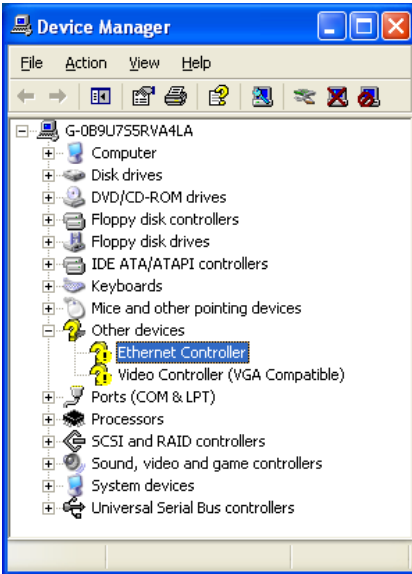 Device Manager
File Action View Help
G-0B9U7S5RVA4LA
Computer
Disk drives
DVD/CD-ROM drives
Floppy disk controllers
Floppy disk drives
IDE ATA/ATAPI controllers
Keyboards
Mice and other pointing devices
Other devices
Ethernet Controller
Video Controller (VGA Compatible)
Ports (COM & LPT)
Processors
SCSI and RAID controllers
Sound, video and game controllers
System devices
Universal Serial Bus controllers